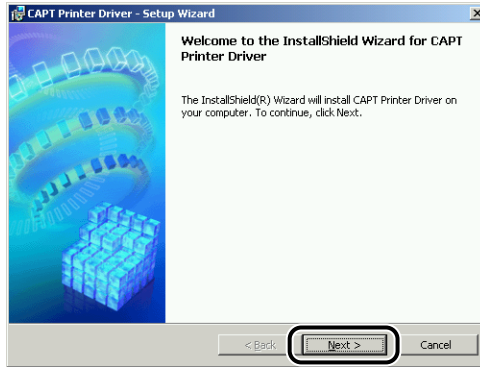 CAPT Printer Driver - Setup Wizard
Welcome to the InstallShield Wizard for CAPT
Printer Driver
The InstallShield(R) Wizard will install CAPT Printer Driver on
your computer. To continue, click Next.
< Back
Next >
Cancel